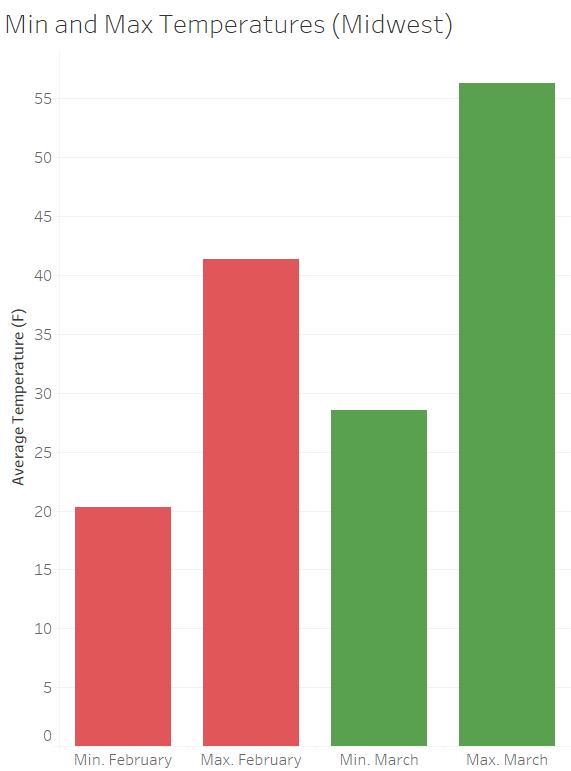 Min and Max Temperatures (Midwest)
Average Temperature (F)
55
50
45
40
35
30
25
20
15
10
5
0
Min. February
Max. February
Min. March
Max. March